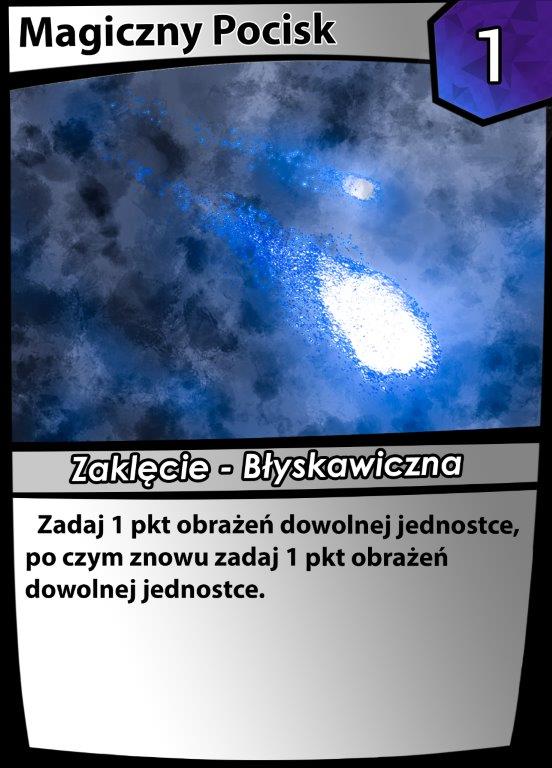 Magiczny Pocisk
1
Zaklęcie - Błyskawiczna
Zadaj 1 pkt obrażeń dowolnej jednostce,
po czym znowu zadaj 1 pkt obrażeń
dowolnej jednostce.